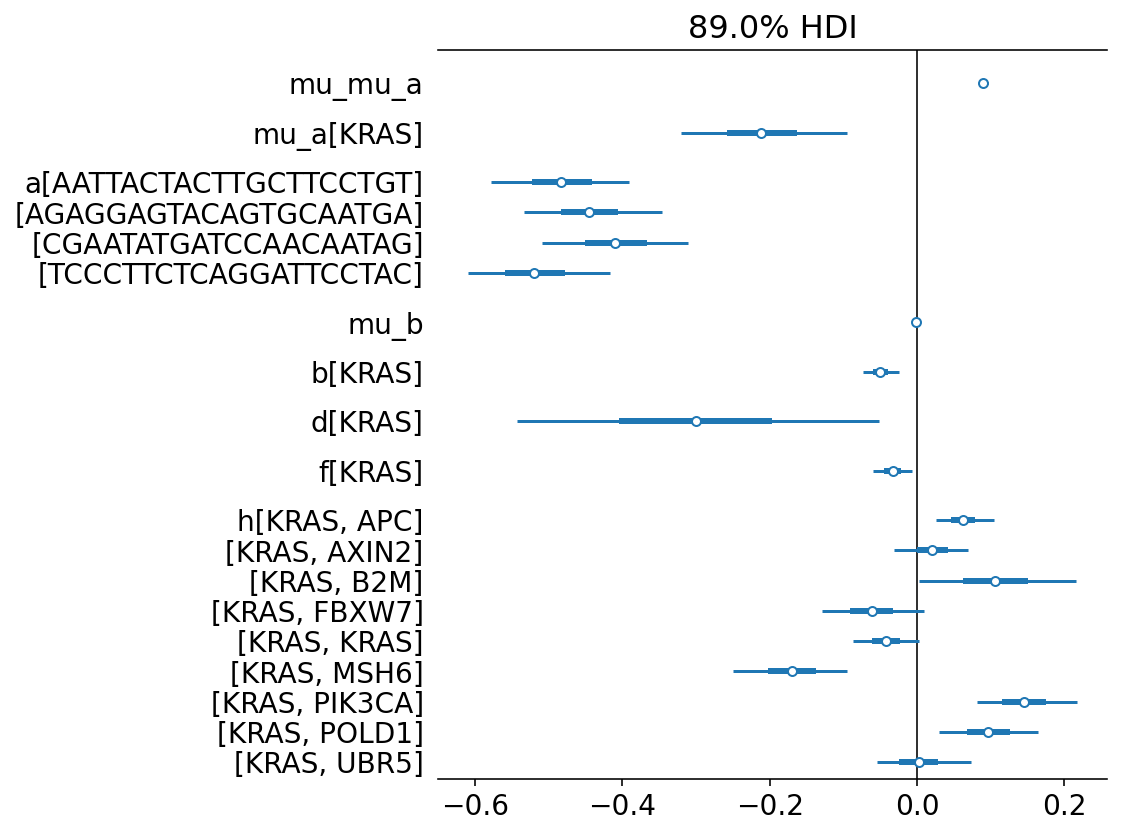 89.0% HDI
mu_mu_a
mu_a[KRAS]
a[AATTACTACTTGCTTCCTGT]
[AGAGGAGTACAGTGCAATGA]
[CGAATATGATCCAACAATAG]
[TCCCTTCTCAGGATTCCTAC]
mu_b
b[KRAS]
d[KRAS]
f[KRAS]
h[KRAS, APC]
[KRAS, AXIN2]
[KRAS, B2M]
[KRAS, FBXW7]
[KRAS, KRAS]
[KRAS, MSH6]
[KRAS, PIK3CA]
[KRAS, POLD1]
[KRAS, UBR5]
−0.6 −0.4 −0.2 0.0 0.2